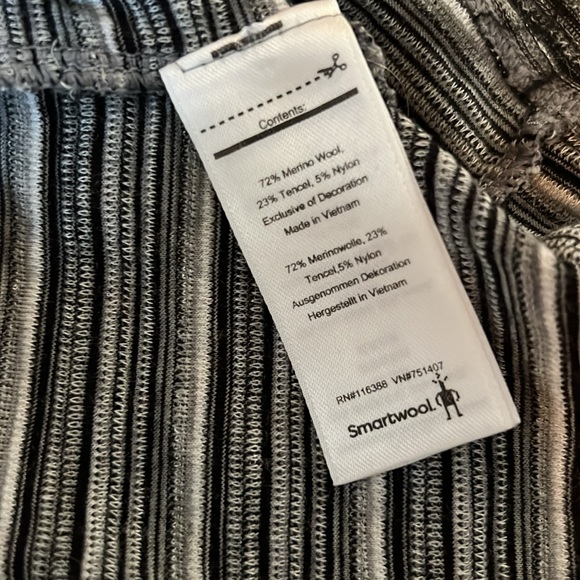 Contents:
72% Merino Wool,
23% Tencel, 5% Nylon
Exclusive of Decoration
Made in Vietnam
72% Merinowolle, 23%
Tencel,5% Nylon
Ausgenommen Dekoration
Hergestellt in Vietnam
RN#116388 VN#751407
Smartwool.